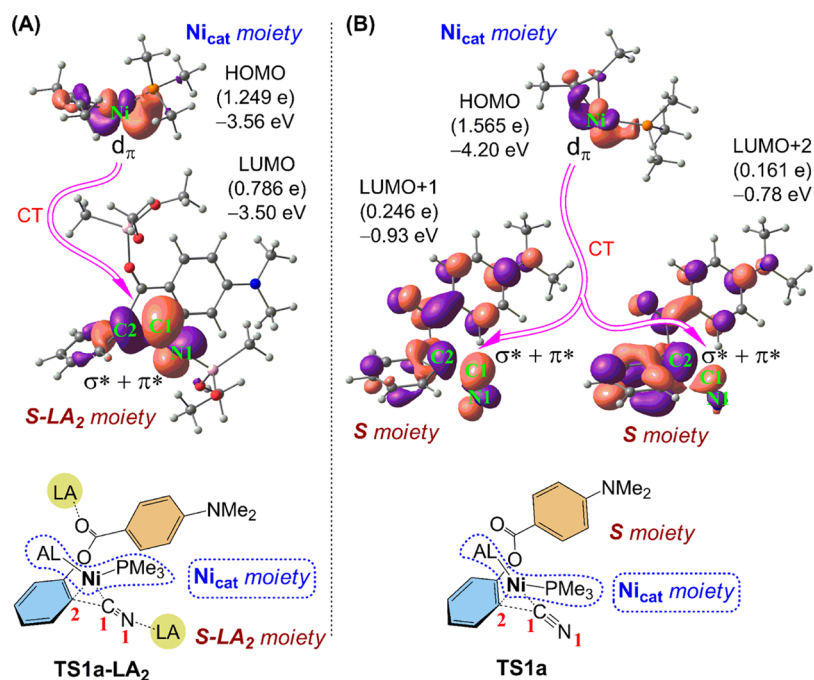 (A)
Ni_cat moiety
HOMO
(1.249 e)
−3.56 eV
Ni
dπ
LUMO
(0.786 e)
−3.50 eV
CT
C2
C1
N1
σ* + π*
S-LA₂ moiety
LA
O
O
NMe₂
AL
Ni
PMe₃
Ni_cat moiety
C
N
2
1
1
LA
S-LA₂ moiety
TS1a-LA₂
(B)
Ni_cat moiety
HOMO
(1.565 e)
−4.20 eV
Ni
dπ
LUMO+2
(0.161 e)
−0.78 eV
LUMO+1
(0.246 e)
−0.93 eV
CT
C2
σ* + π*
C1
N1
S moiety
C2
σ* + π*
C1
N1
S moiety
O
O
NMe₂
S moiety
AL
Ni
PMe₃
Ni_cat moiety
C
N
2
1
1
TS1a